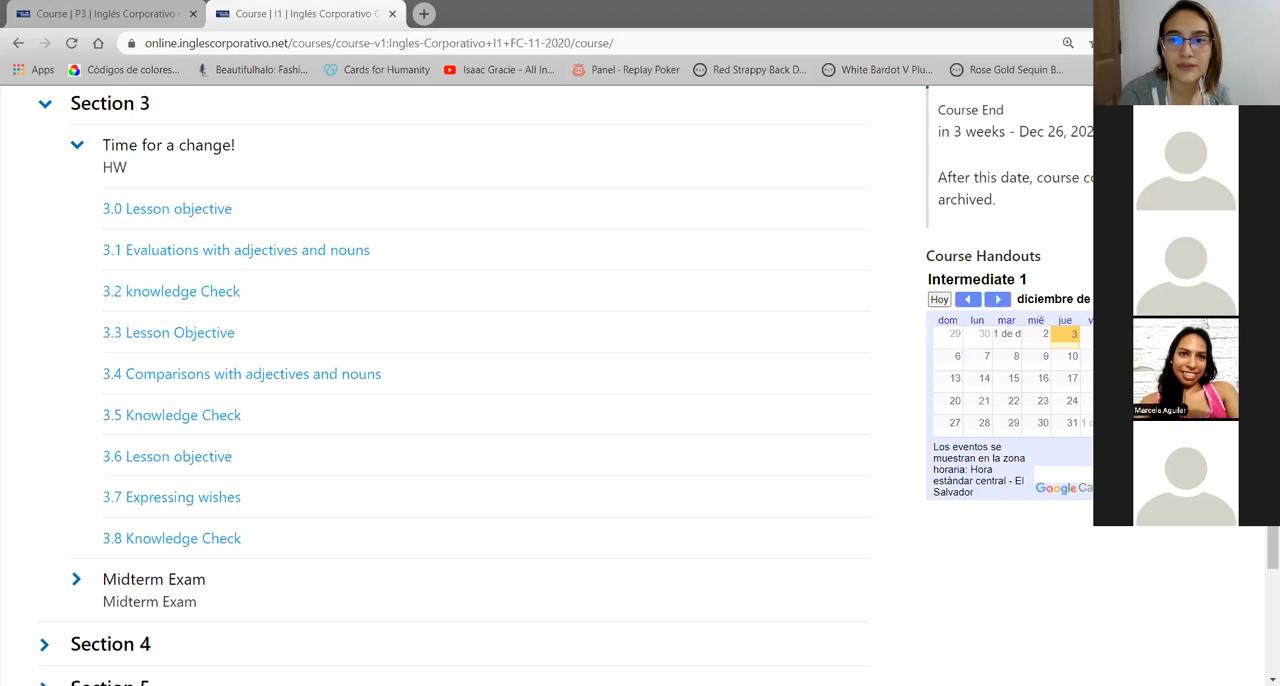 Course | P3 | Inglés Corporativo
Course | I1 | Inglés Corporativo C
online.inglescorporativo.net/courses/course-v1:Ingles-Corporativo+I1+FC-11-2020/course/
Apps
Códigos de colores...
Beautifulhalo: Fashi...
Cards for Humanity
Isaac Gracie - All In...
Panel · Replay Poker
Red Strappy Back D...
White Bardot V Plu...
Rose Gold Sequin B...
Section 3
Time for a change!
HW
3.0 Lesson objective
3.1 Evaluations with adjectives and nouns
3.2 knowledge Check
3.3 Lesson Objective
3.4 Comparisons with adjectives and nouns
3.5 Knowledge Check
3.6 Lesson objective
3.7 Expressing wishes
3.8 Knowledge Check
Midterm Exam
Midterm Exam
Section 4
Section 5
Course End
in 3 weeks - Dec 26, 202
After this date, course co
archived.
Course Handouts
Intermediate 1
Hoy
diciembre de
dom lun mar mié jue v
29 30 1 de d 2 3
6 7 8 9 10
13 14 15 16 17
20 21 22 23 24
27 28 29 30 31 1 d
Los eventos se
muestran en la zona
horaria: Hora
estándar central - El
Salvador
Google Ca
Marcela Aguilar